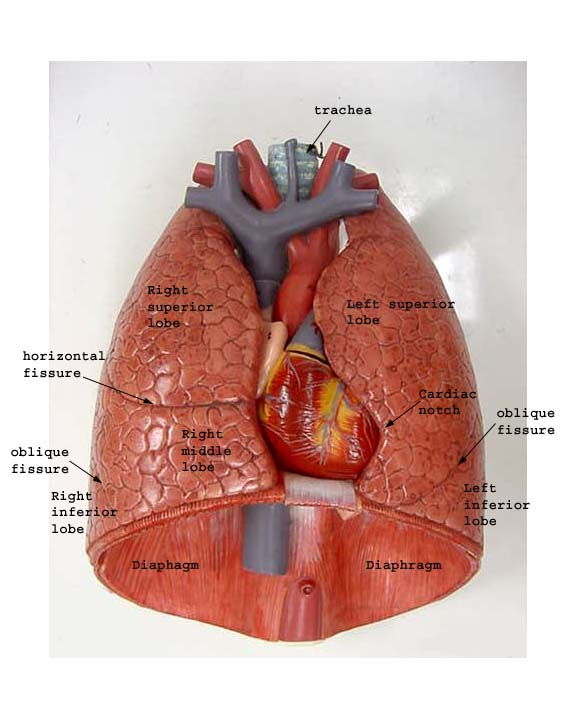 trachea
Right
superior
lobe
Left superior
lobe
horizontal
fissure
Cardiac
notch
oblique
fissure
Right
middle
lobe
oblique
fissure
Right
inferior
lobe
Left
inferior
lobe
Diaphagm
Diaphragm